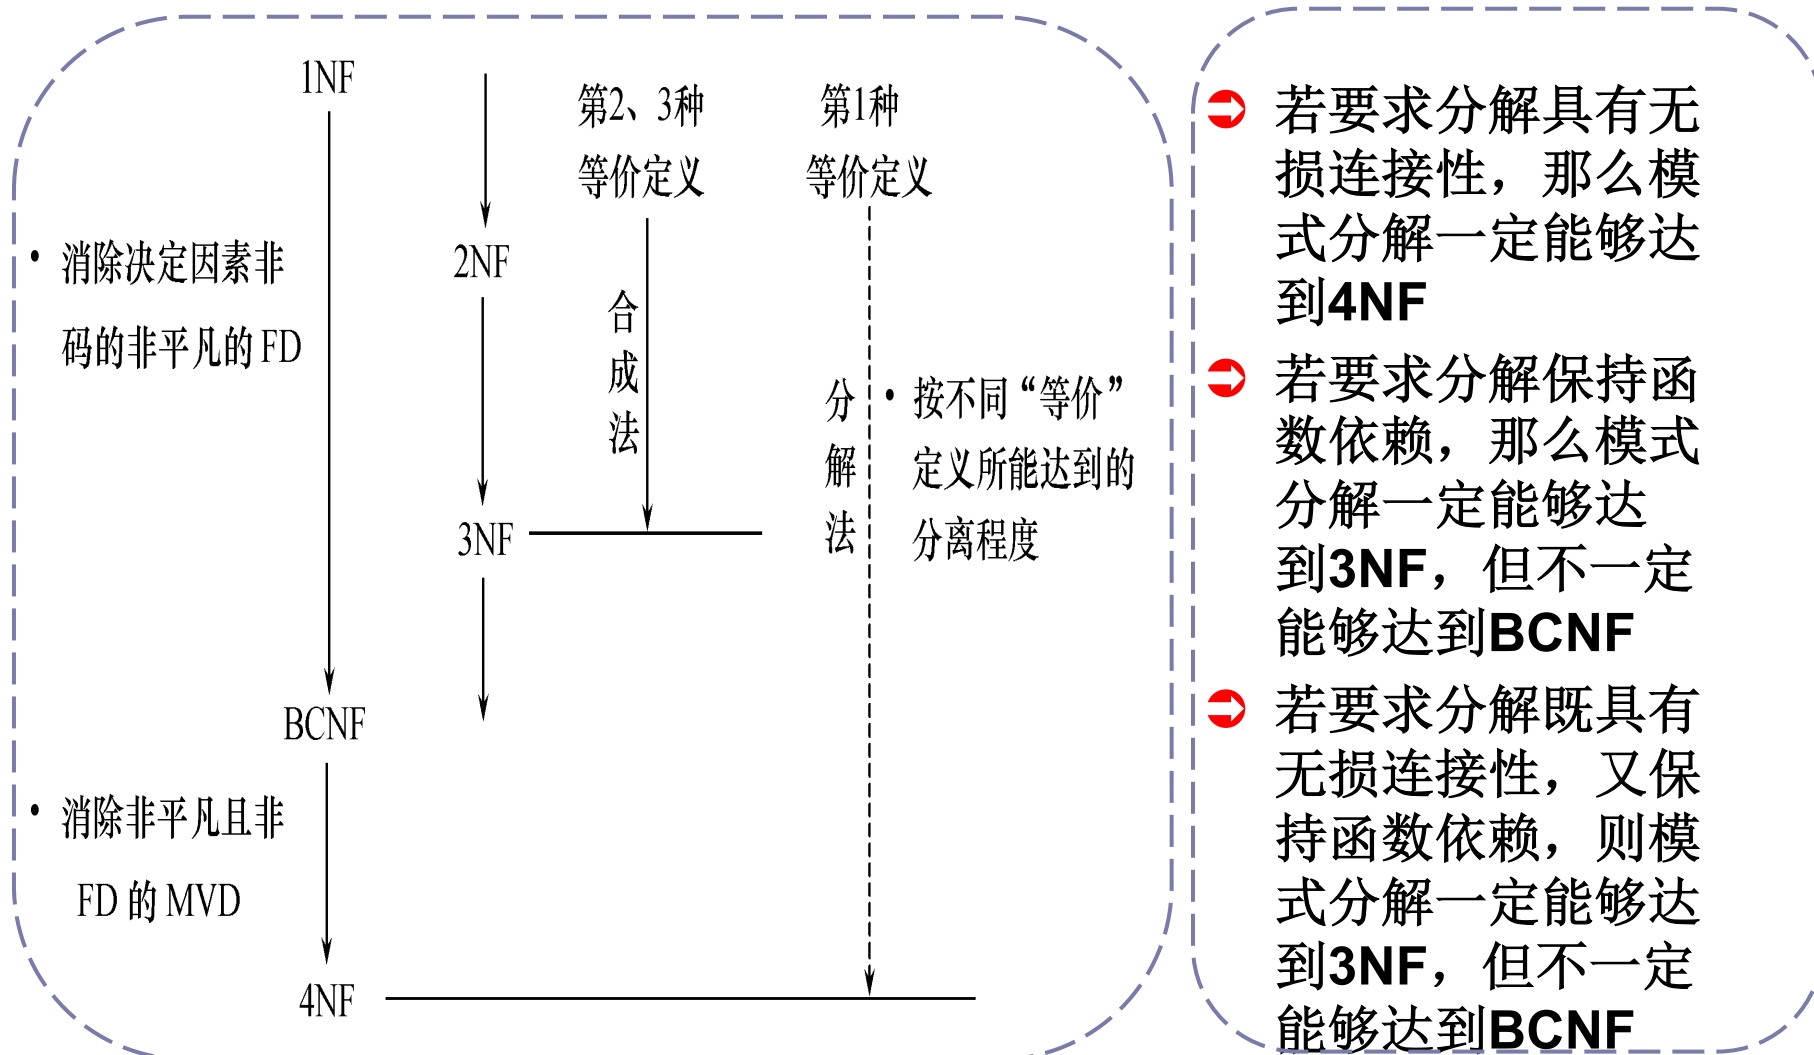 1NF
第2、3种
等价定义
第1种
等价定义
• 消除决定因素非
码的非平凡的 FD
2NF
合
成
法
3NF
分
解
法
• 按不同“等价”
定义所能达到的
分离程度
BCNF
• 消除非平凡且非
FD 的 MVD
4NF
若要求分解具有无
损连接性，那么模
式分解一定能够达
到4NF
若要求分解保持函
数依赖，那么模式
分解一定能够达
到3NF，但不一定
能够达到BCNF
若要求分解既具有
无损连接性，又保
持函数依赖，则模
式分解一定能够达
到3NF，但不一定
能够达到BCNF